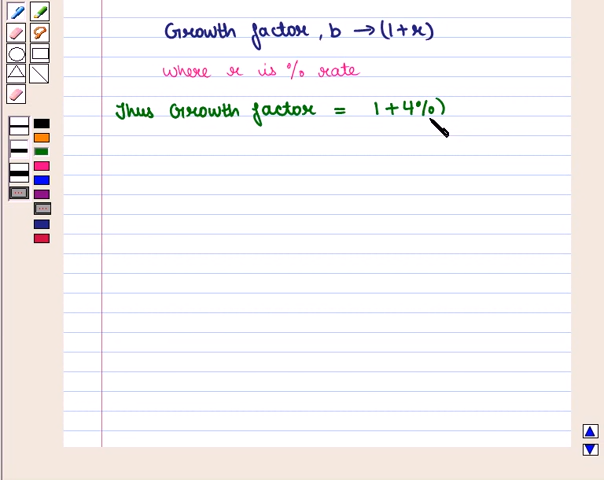 Growth factor, b → (1+r)
where r is % rate
Thus Growth factor = 1+4%)